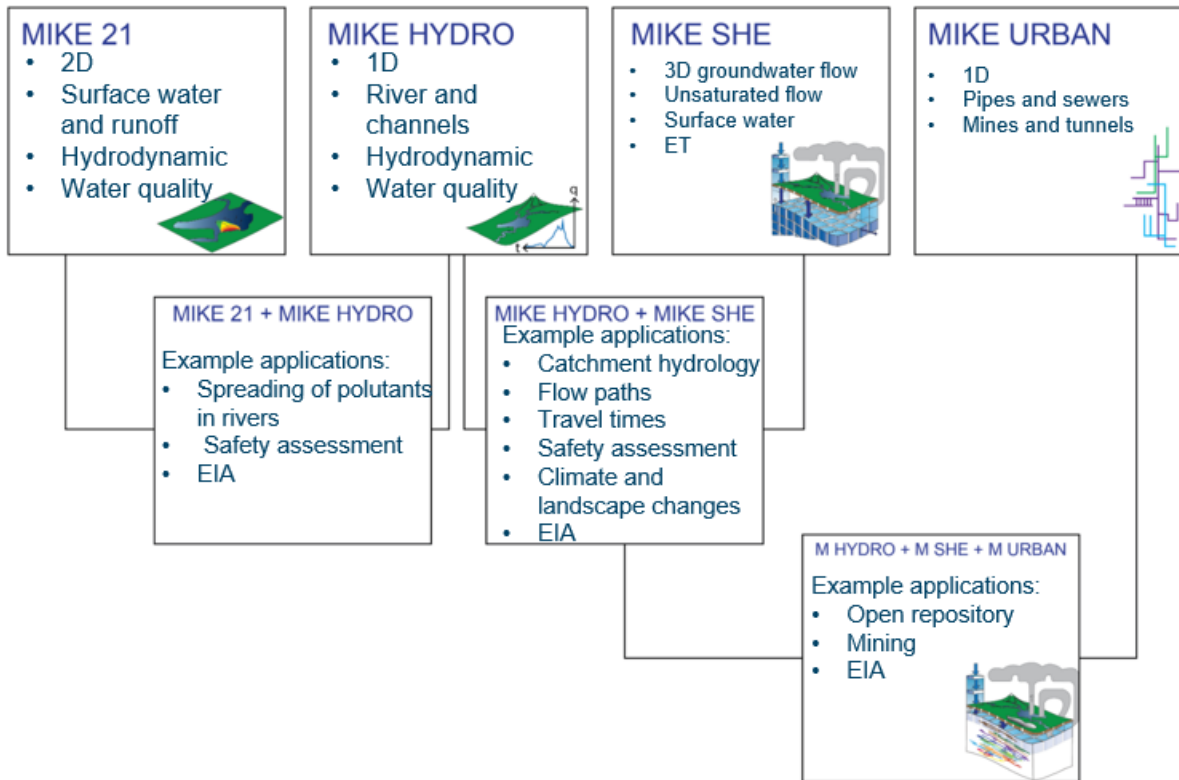 MIKE 21
• 2D
• Surface water
and runoff
• Hydrodynamic
• Water quality
MIKE HYDRO
• 1D
• River and
channels
• Hydrodynamic
• Water quality
q
t
MIKE SHE
• 3D groundwater flow
• Unsaturated flow
• Surface water
• ET
MIKE URBAN
• 1D
• Pipes and sewers
• Mines and tunnels
MIKE 21 + MIKE HYDRO
Example applications:
• Spreading of polutants
in rivers
• Safety assessment
• EIA
MIKE HYDRO + MIKE SHE
Example applications:
• Catchment hydrology
• Flow paths
• Travel times
• Safety assessment
• Climate and
landscape changes
• EIA
M HYDRO + M SHE + M URBAN
Example applications:
• Open repository
• Mining
• EIA